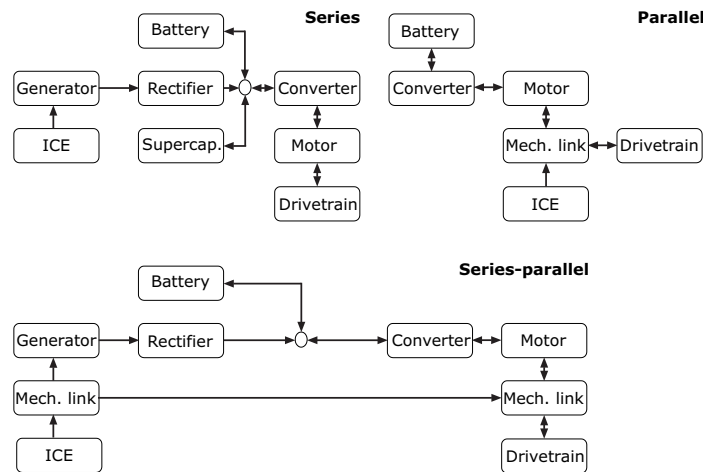 Series
Battery
Generator
Rectifier
Converter
ICE
Supercap.
Motor
Drivetrain
Parallel
Battery
Converter
Motor
Mech. link
Drivetrain
ICE
Series-parallel
Battery
Generator
Rectifier
Converter
Motor
Mech. link
Mech. link
ICE
Drivetrain